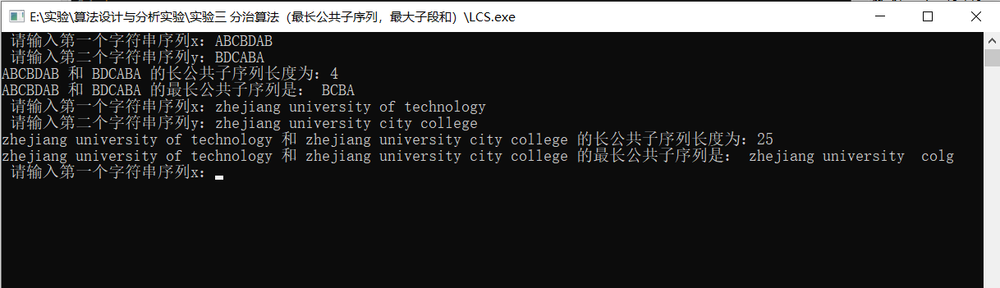 E:\实验\算法设计与分析实验\实验三 分治算法（最长公共子序列，最大子段和）\LCS.exe
请输入第一个字符串序列x：ABCBDAB
请输入第二个字符串序列y：BDCABA
ABCBDAB 和 BDCABA 的长公共子序列长度为：4
ABCBDAB 和 BDCABA 的最长公共子序列是： BCBA
请输入第一个字符串序列x：zhejiang university of technology
请输入第二个字符串序列y：zhejiang university city college
zhejiang university of technology 和 zhejiang university city college 的长公共子序列长度为：25
zhejiang university of technology 和 zhejiang university city college 的最长公共子序列是： zhejiang university  colg
请输入第一个字符串序列x：